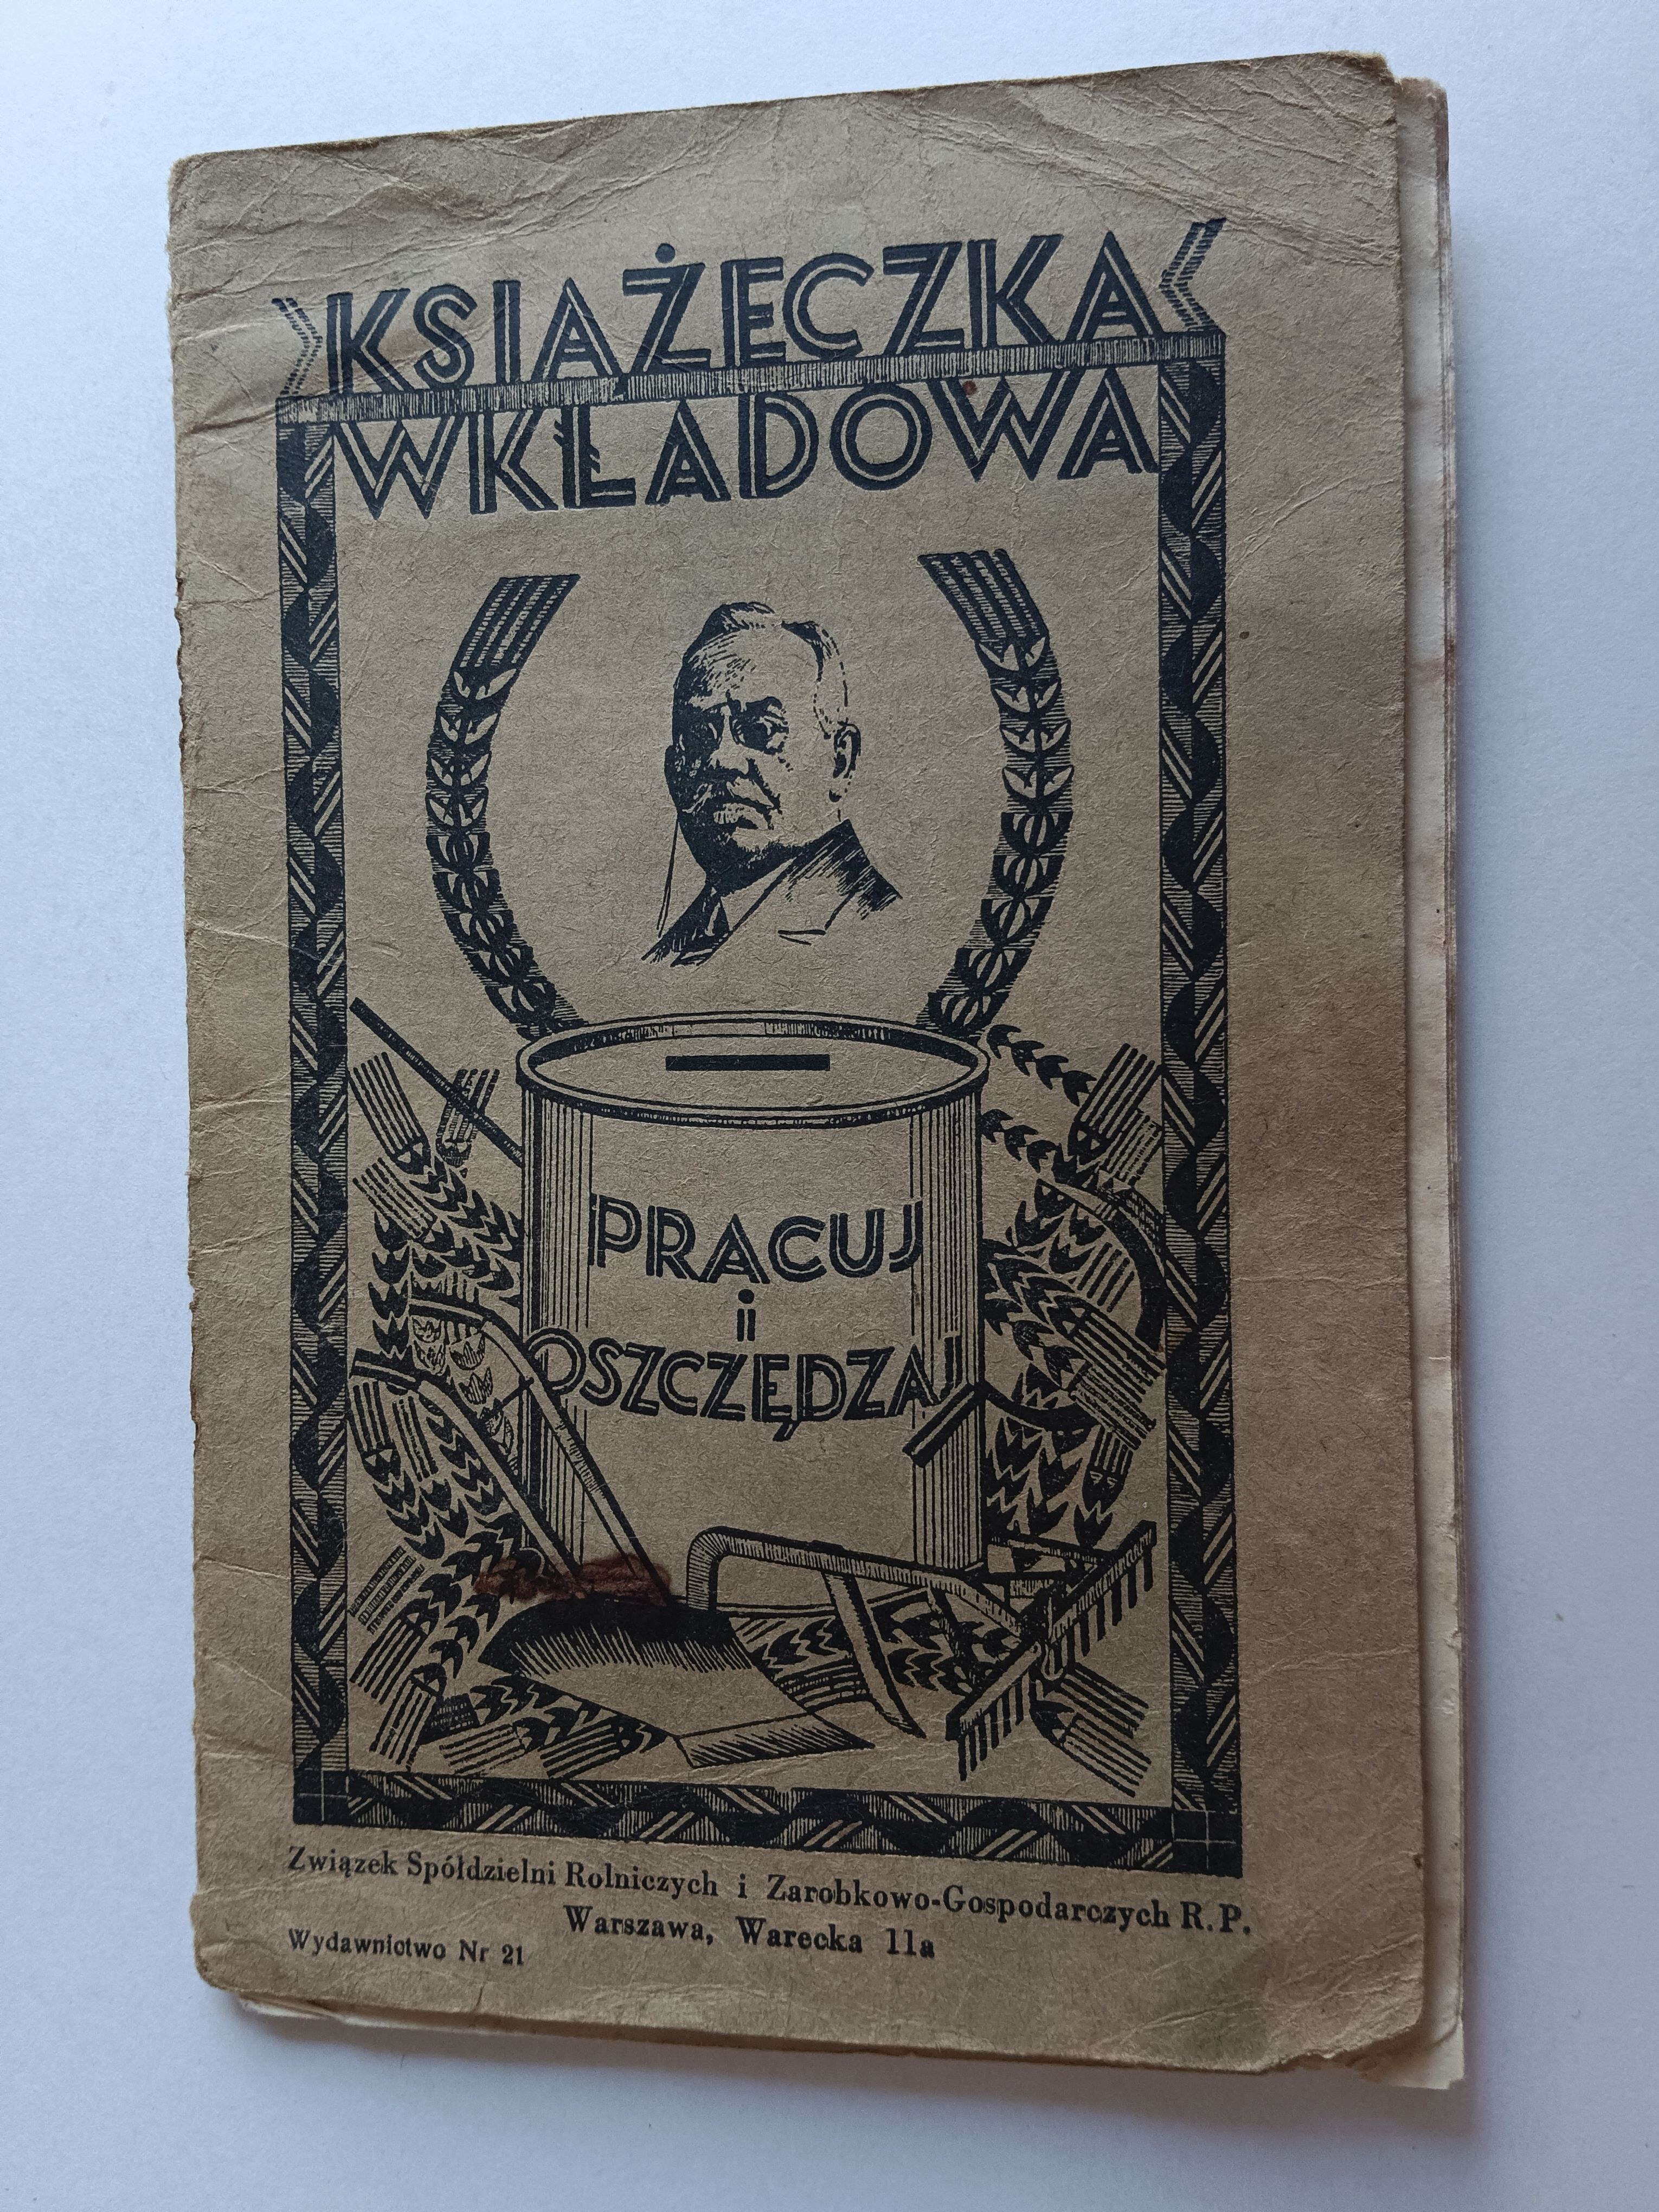 KSIĄŻECZKA
WKŁADOWA
PRACUJ
i
OSZCZĘDZAJ
Związek Spółdzielni Rolniczych i Zarobkowo-Gospodarczych R.P.
Warszawa, Warecka 11a
Wydawnictwo Nr 21